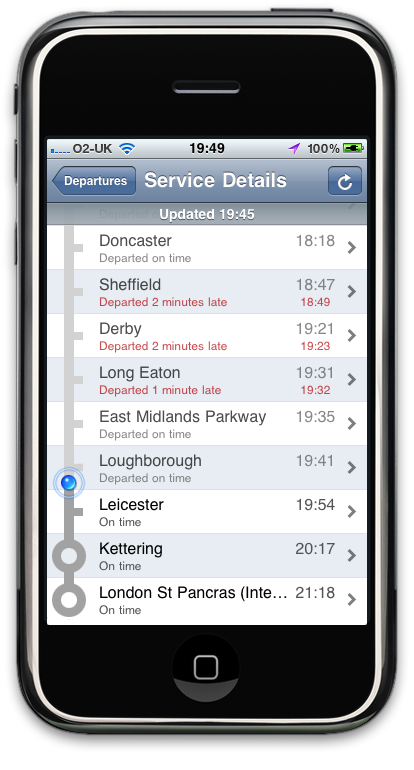 O2-UK 19:49 100%
Departures Service Details
Updated 19:45
Doncaster 18:18
Departed on time
Sheffield 18:47
Departed 2 minutes late 18:49
Derby 19:21
Departed 2 minutes late 19:23
Long Eaton 19:31
Departed 1 minute late 19:32
East Midlands Parkway 19:35
Departed on time
Loughborough 19:41
Departed on time
Leicester 19:54
On time
Kettering 20:17
On time
London St Pancras (Inte... 21:18
On time